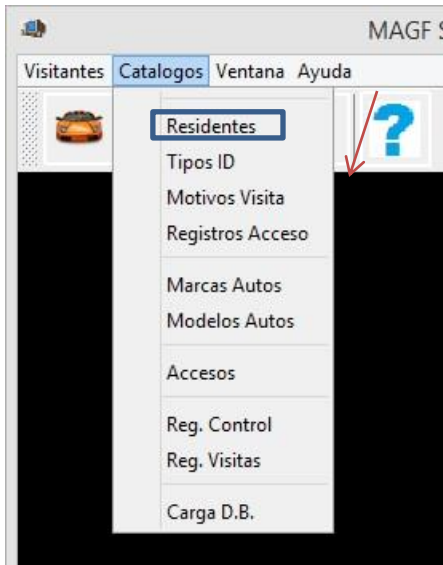 MAGF S
Visitantes Catalogos Ventana Ayuda
Residentes
Tipos ID
Motivos Visita
Registros Acceso
Marcas Autos
Modelos Autos
Accesos
Reg. Control
Reg. Visitas
Carga D.B.
?